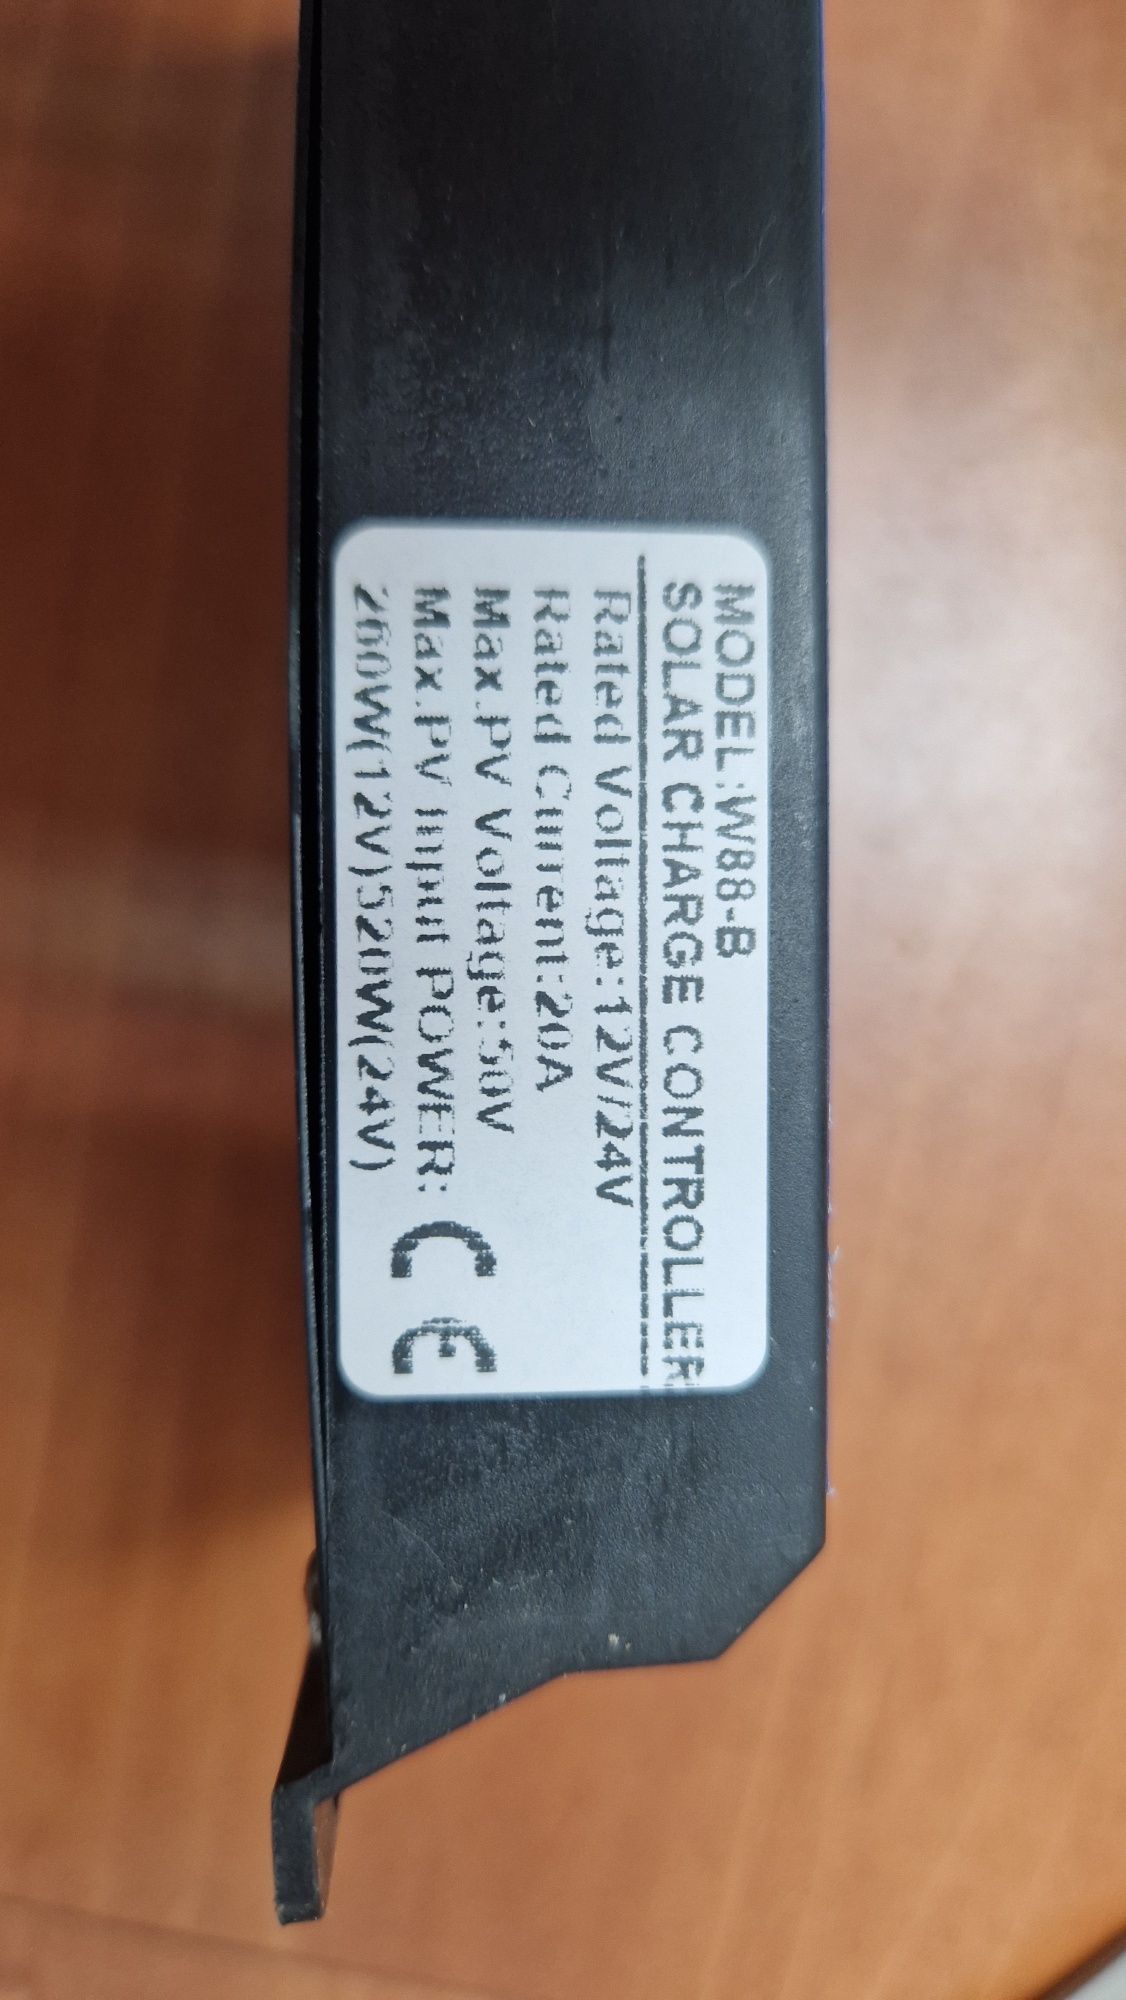 MODEL:W88-B
SOLAR CHARGE CONTROLLER
Rated Voltage:12V/24V
Rated Current:20A
Max.PV Voltage:50V
Max.PV Input POWER:
260W(12V)520W(24V)
CE